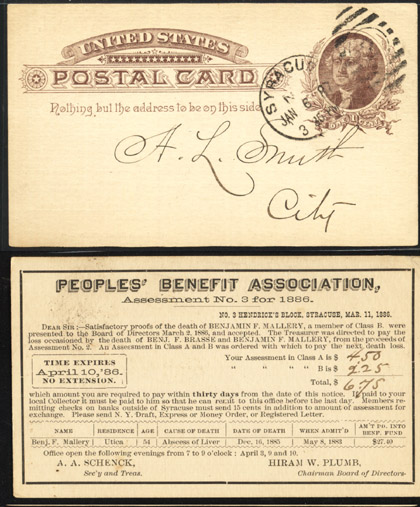 UNITED STATES
POSTAL CARD
Nothing but the address to be on this side.
SYRACUSE
JAN
3
A. L. Smith
City
PEOPLES' BENEFIT ASSOCIATION,
Assessment No. 3 for 1886.
NO. 3 HENDRICK'S BLOCK, SYRACUSE, MAR. 11, 1886.
DEAR SIR:—Satisfactory proofs of the death of BENJAMIN F. MALLERY, a member of Class B. were
presented to the Board of Directors March 2, 1886, and accepted. The Treasurer was directed to pay the
loss occasioned by the death of BENJ. F. BRASSE and BENJAMIN F. MALLERY, from the proceeds of
Assessment No. 2. An Assessment in Class A and B was ordered with which to pay the next death loss.
TIME EXPIRES
April 10, '86.
NO EXTENSION.
Your Assessment in Class A is $ 4.50
" " " B is $ 2.25
Total, $ 6.75
which amount you are required to pay within thirty days from the date of this notice. If paid to your
local Collector it must be paid to him so that he can remit to this office before the last day. Members re-
mitting checks on banks outside of Syracuse must send 15 cents in addition to amount of assessment for
exchange. Please send N. Y. Draft, Express or Money Order, or Registered Letter.
NAME RESIDENCE AGE CAUSE OF DEATH DATE OF DEATH WHEN ADMIT'D AM'T P'D. INTO BENF. FUND
Benj. F. Mallery Utica 54 Abscess of Liver Dec. 16, 1885 May 8, 1883 $27.40
Office open the following evenings from 7 to 9 o'clock: April 3, 9 and 10.
A. A. SCHENCK, HIRAM W. PLUMB,
Sec'y and Treas. Chairman Board of Directors.